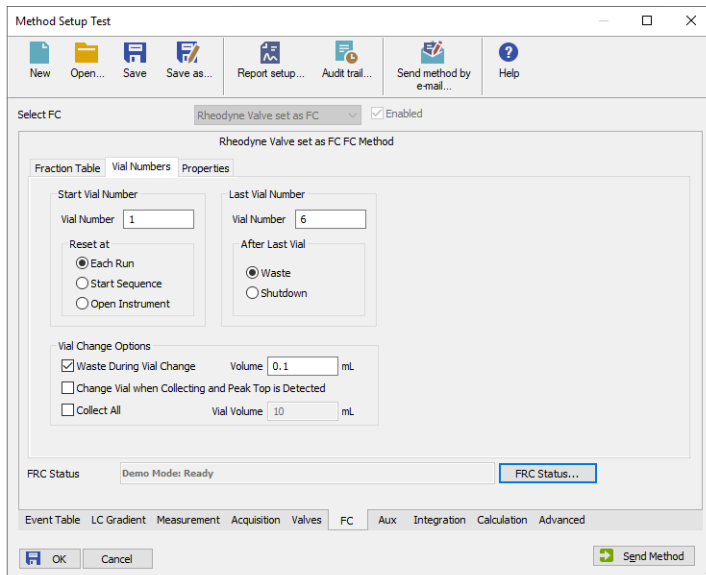 Method Setup Test
New Open... Save Save as... Report setup... Audit trail... Send method by e-mail... Help
Select FC Rheodyne Valve set as FC Enabled
Rheodyne Valve set as FC FC Method
Fraction Table Vial Numbers Properties
Start Vial Number
Vial Number 1
Reset at
Each Run
Start Sequence
Open Instrument
Last Vial Number
Vial Number 6
After Last Vial
Waste
Shutdown
Vial Change Options
Waste During Vial Change Volume 0.1 mL
Change Vial when Collecting and Peak Top is Detected
Collect All Vial Volume 10 mL
FRC Status Demo Mode: Ready FRC Status...
Event Table LC Gradient Measurement Acquisition Valves FC Aux Integration Calculation Advanced
OK Cancel Send Method